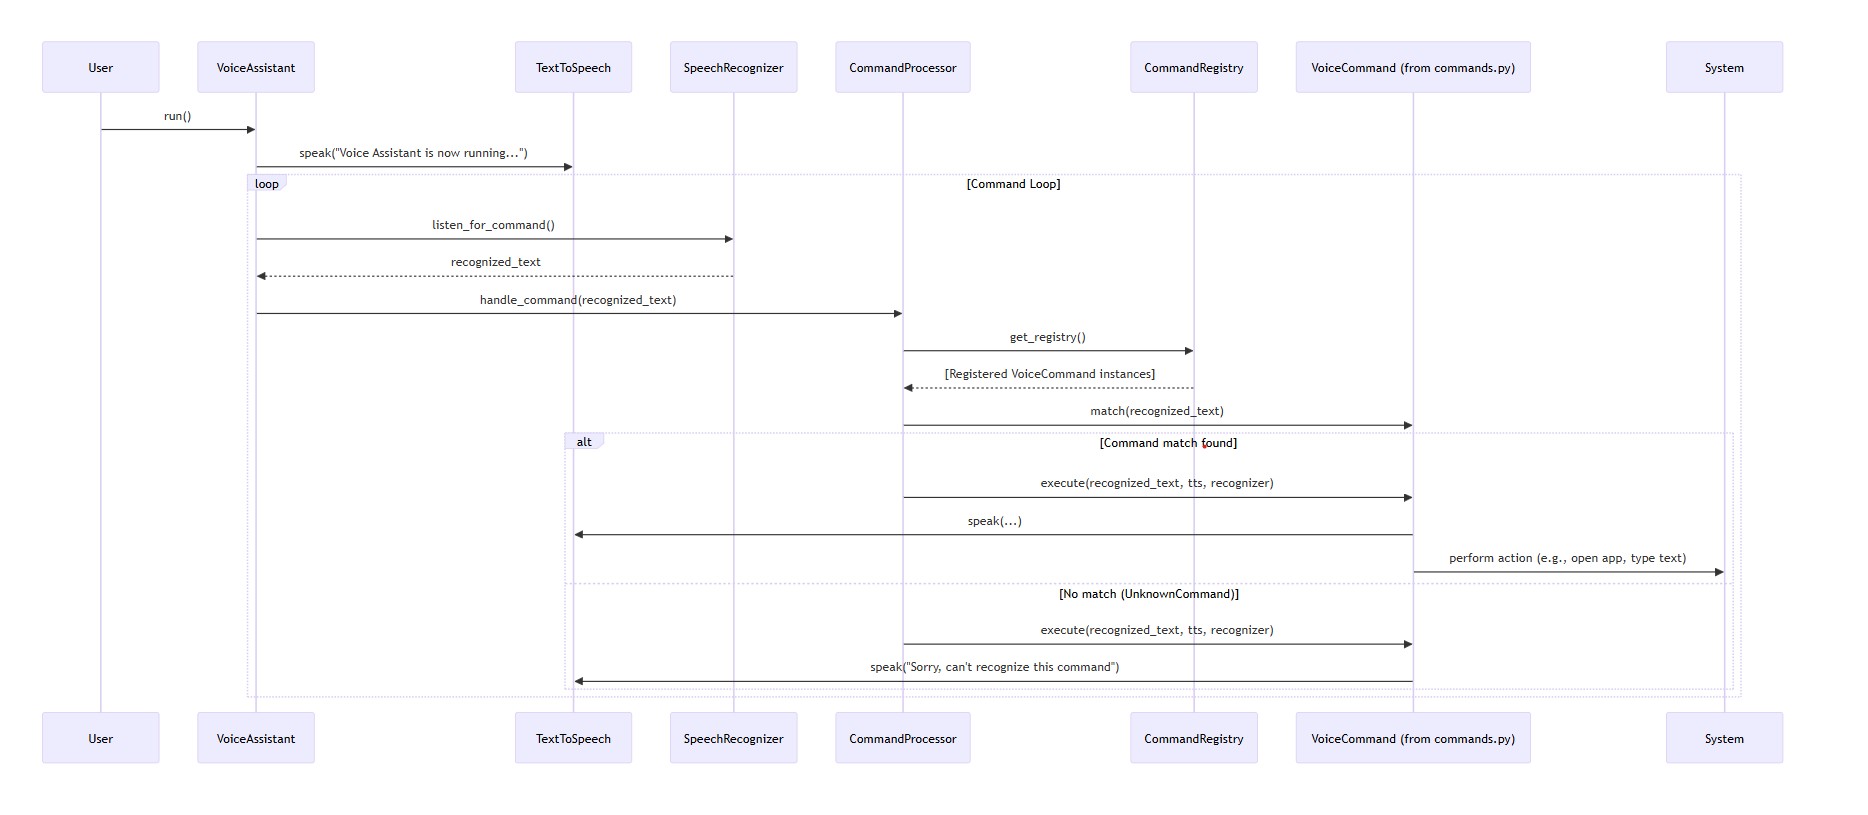 User
VoiceAssistant
TextToSpeech
SpeechRecognizer
CommandProcessor
CommandRegistry
VoiceCommand (from commands.py)
System
run()
speak("Voice Assistant is now running...")
loop
[Command Loop]
listen_for_command()
recognized_text
handle_command(recognized_text)
get_registry()
[Registered VoiceCommand instances]
match(recognized_text)
alt
[Command match found]
execute(recognized_text, tts, recognizer)
speak(...)
perform action (e.g., open app, type text)
[No match (UnknownCommand)]
execute(recognized_text, tts, recognizer)
speak("Sorry, can't recognize this command")
User
VoiceAssistant
TextToSpeech
SpeechRecognizer
CommandProcessor
CommandRegistry
VoiceCommand (from commands.py)
System